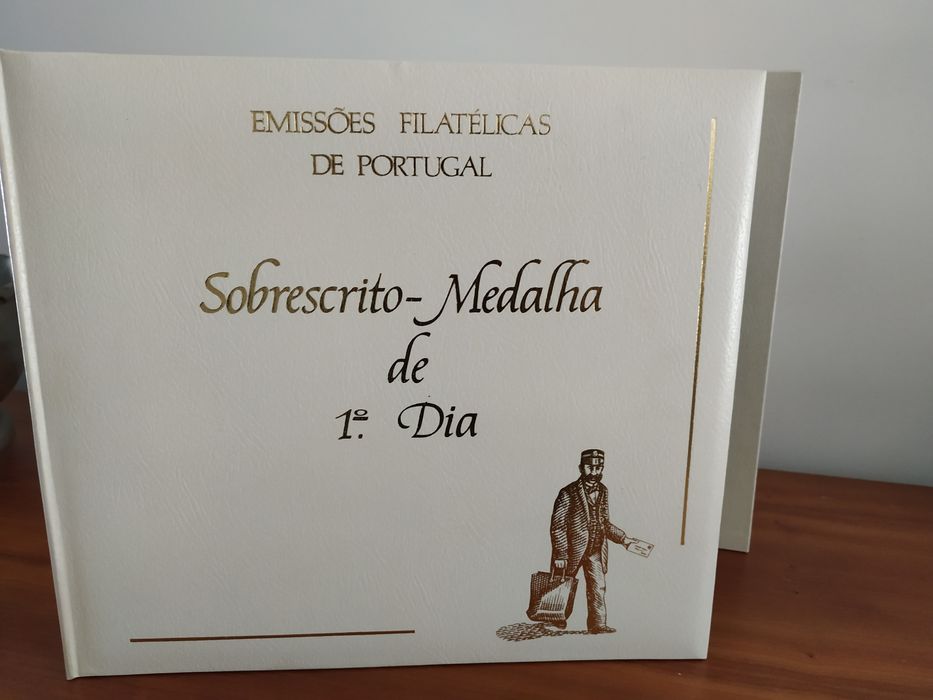 EMISSÕES FILATÉLICAS
DE PORTUGAL
Sobrescrito-Medalha
de
1º. Dia